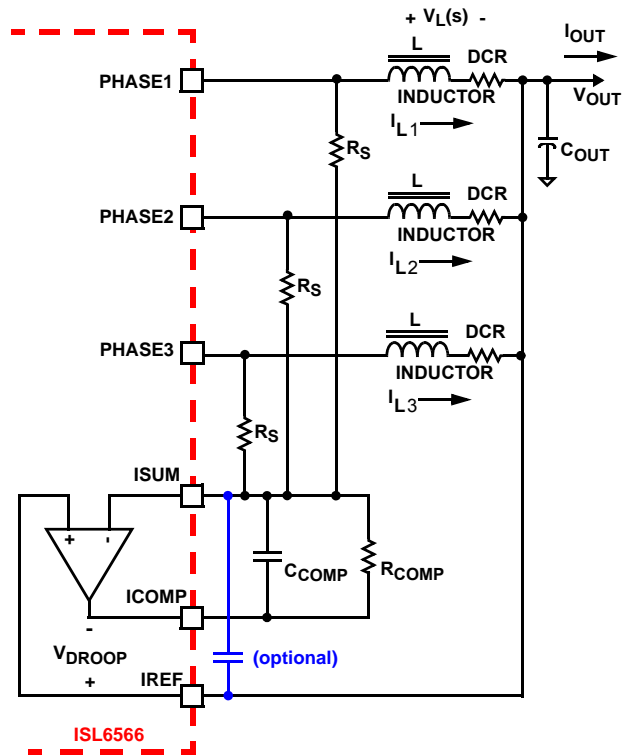 + VL(s) -
IOUT
L
DCR
PHASE1
INDUCTOR
VOUT
IL1
COUT
RS
L
DCR
PHASE2
INDUCTOR
IL2
RS
L
DCR
PHASE3
INDUCTOR
IL3
RS
ISUM
+ -
CCOMP
RCOMP
ICOMP
-
VDROOP
(optional)
+
IREF
ISL6566